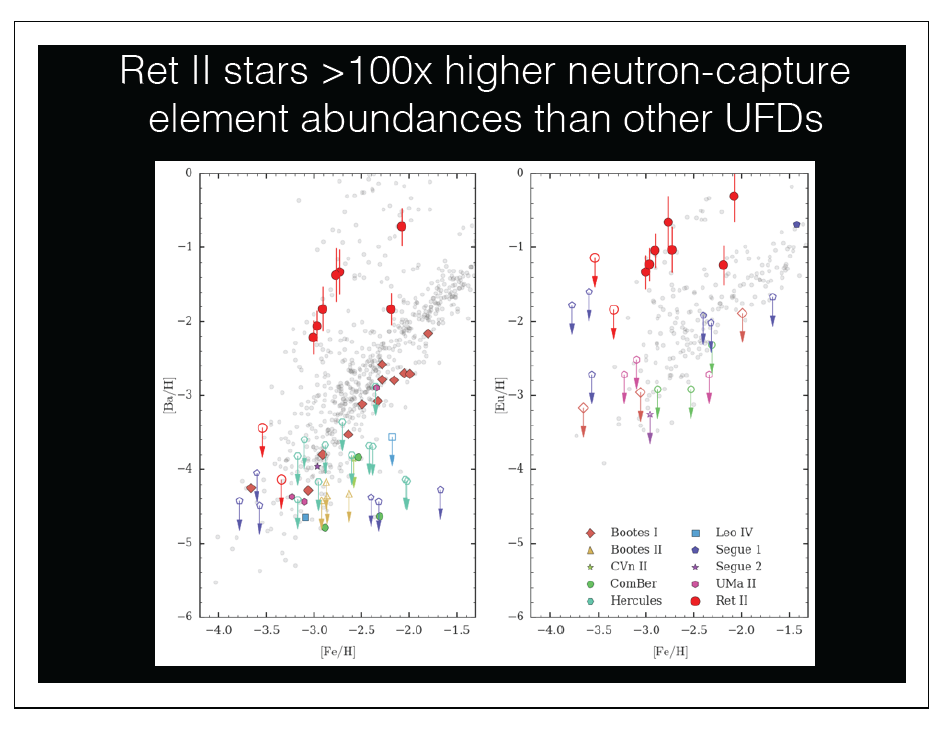 Ret II stars >100x higher neutron-capture
element abundances than other UFDs
0
−1
−2
−3
−4
−5
−6
[Ba/H]
−4.0 −3.5 −3.0 −2.5 −2.0 −1.5
[Fe/H]
0
−1
−2
−3
−4
−5
−6
[Eu/H]
Bootes I
Bootes II
CVn II
ComBer
Hercules
Leo IV
Segue 1
Segue 2
UMa II
Ret II
−4.0 −3.5 −3.0 −2.5 −2.0 −1.5
[Fe/H]